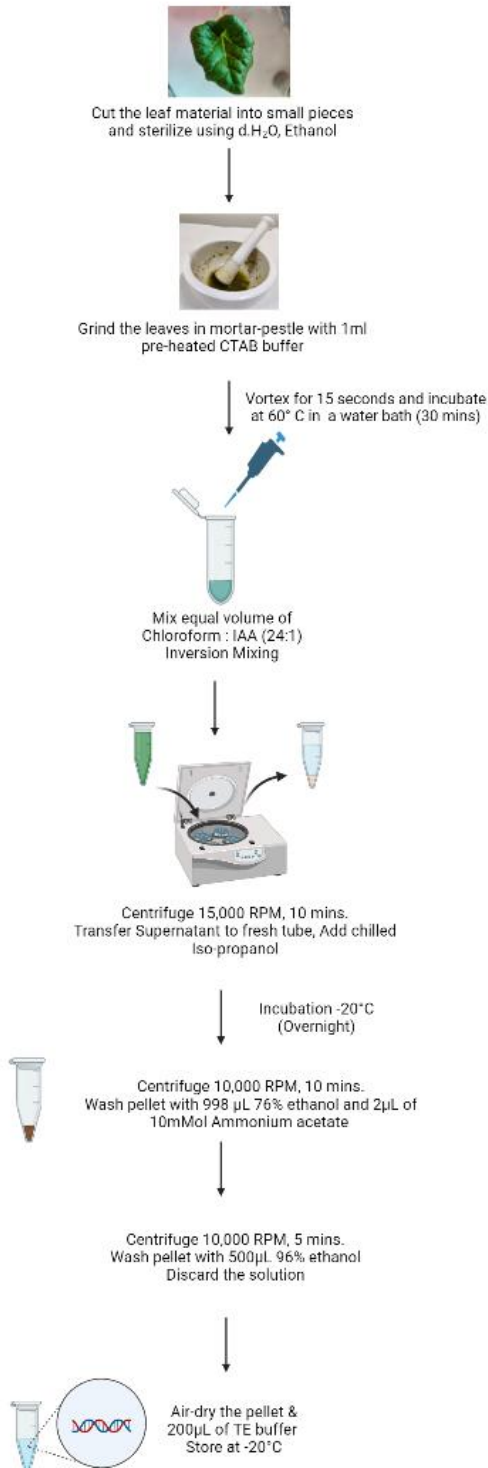 Cut the leaf material into small pieces
and sterilize using d.H₂O, Ethanol
Grind the leaves in mortar-pestle with 1ml
pre-heated CTAB buffer
Vortex for 15 seconds and incubate
at 60° C in a water bath (30 mins)
Mix equal volume of
Chloroform : IAA (24:1)
Inversion Mixing
Centrifuge 15,000 RPM, 10 mins.
Transfer Supernatant to fresh tube, Add chilled
Iso-propanol
Incubation -20°C
(Overnight)
Centrifuge 10,000 RPM, 10 mins.
Wash pellet with 998 µL 76% ethanol and 2µL of
10mMol Ammonium acetate
Centrifuge 10,000 RPM, 5 mins.
Wash pellet with 500µL 96% ethanol
Discard the solution
Air-dry the pellet &
200µL of TE buffer
Store at -20°C